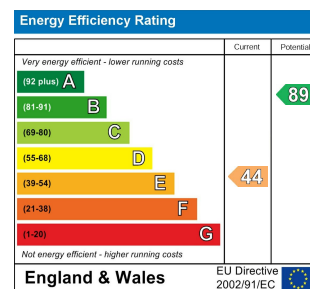 Energy Efficiency Rating
Current Potential
Very energy efficient - lower running costs
(92 plus) A
(81-91) B
89
(69-80) C
(55-68) D
(39-54) E
44
(21-38) F
(1-20) G
Not energy efficient - higher running costs
England & Wales
EU Directive
2002/91/EC